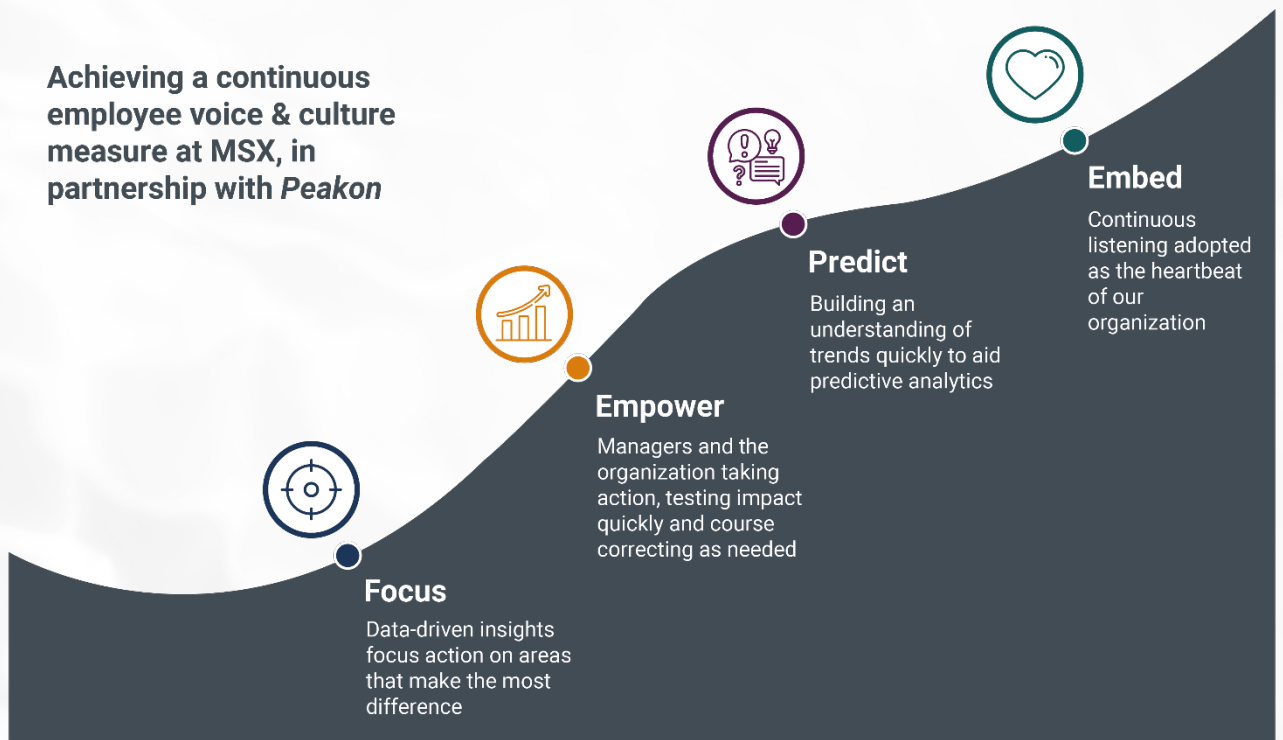 Achieving a continuous
employee voice & culture
measure at MSX, in
partnership with Peakon
Focus
Data-driven insights
focus action on areas
that make the most
difference
Empower
Managers and the
organization taking
action, testing impact
quickly and course
correcting as needed
Predict
Building an
understanding of
trends quickly to aid
predictive analytics
Embed
Continuous
listening adopted
as the heartbeat
of our
organization